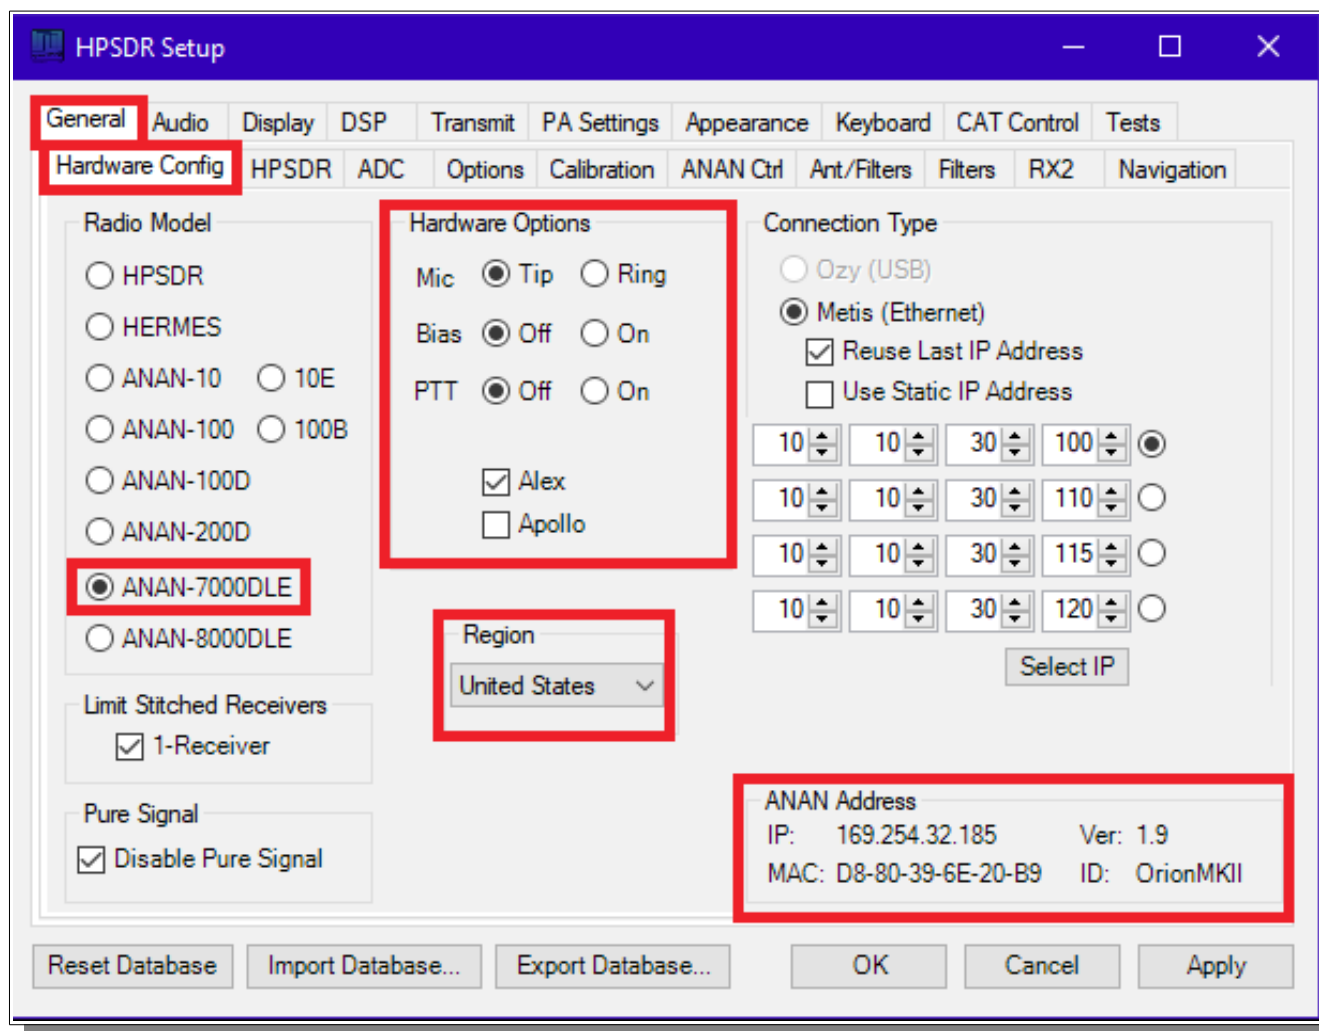 HPSDR Setup
General Audio Display DSP Transmit PA Settings Appearance Keyboard CAT Control Tests
Hardware Config HPSDR ADC Options Calibration ANAN Ctrl Ant/Filters Filters RX2 Navigation
Radio Model
HPSDR
HERMES
ANAN-10 10E
ANAN-100 100B
ANAN-100D
ANAN-200D
ANAN-7000DLE
ANAN-8000DLE
Limit Stitched Receivers
1-Receiver
Pure Signal
Disable Pure Signal
Hardware Options
Mic Tip Ring
Bias Off On
PTT Off On
Alex
Apollo
Region
United States
Connection Type
Ozy (USB)
Metis (Ethernet)
Reuse Last IP Address
Use Static IP Address
10 10 30 100
10 10 30 110
10 10 30 115
10 10 30 120
Select IP
ANAN Address
IP: 169.254.32.185 Ver: 1.9
MAC: D8-80-39-6E-20-B9 ID: OrionMKII
Reset Database Import Database... Export Database... OK Cancel Apply